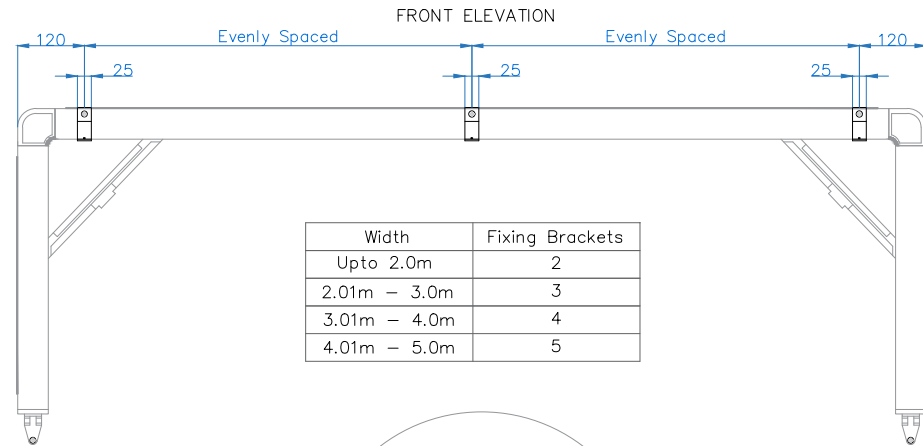 FRONT ELEVATION
120 Evenly Spaced Evenly Spaced 120
25 25 25
Width Fixing Brackets
Upto 2.0m 2
2.01m - 3.0m 3
3.01m - 4.0m 4
4.01m - 5.0m 5